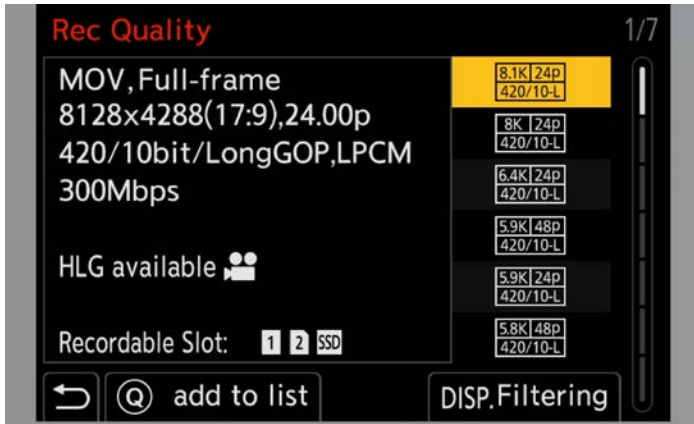 Rec Quality
1/7
MOV,Full-frame
8128x4288(17:9),24.00p
420/10bit/LongGOP,LPCM
300Mbps
HLG available
Recordable Slot: 1 2 SSD
8.1K 24p
420/10-L
8K 24p
420/10-L
6.4K 24p
420/10-L
5.9K 48p
420/10-L
5.9K 24p
420/10-L
5.8K 48p
420/10-L
Q add to list
DISP.Filtering